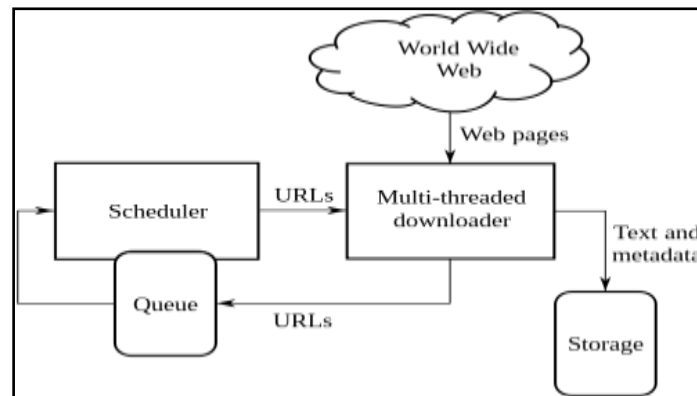 World Wide
Web
Web pages
Scheduler
URLs
Multi-threaded
downloader
Text and
metadata
Queue
URLs
Storage